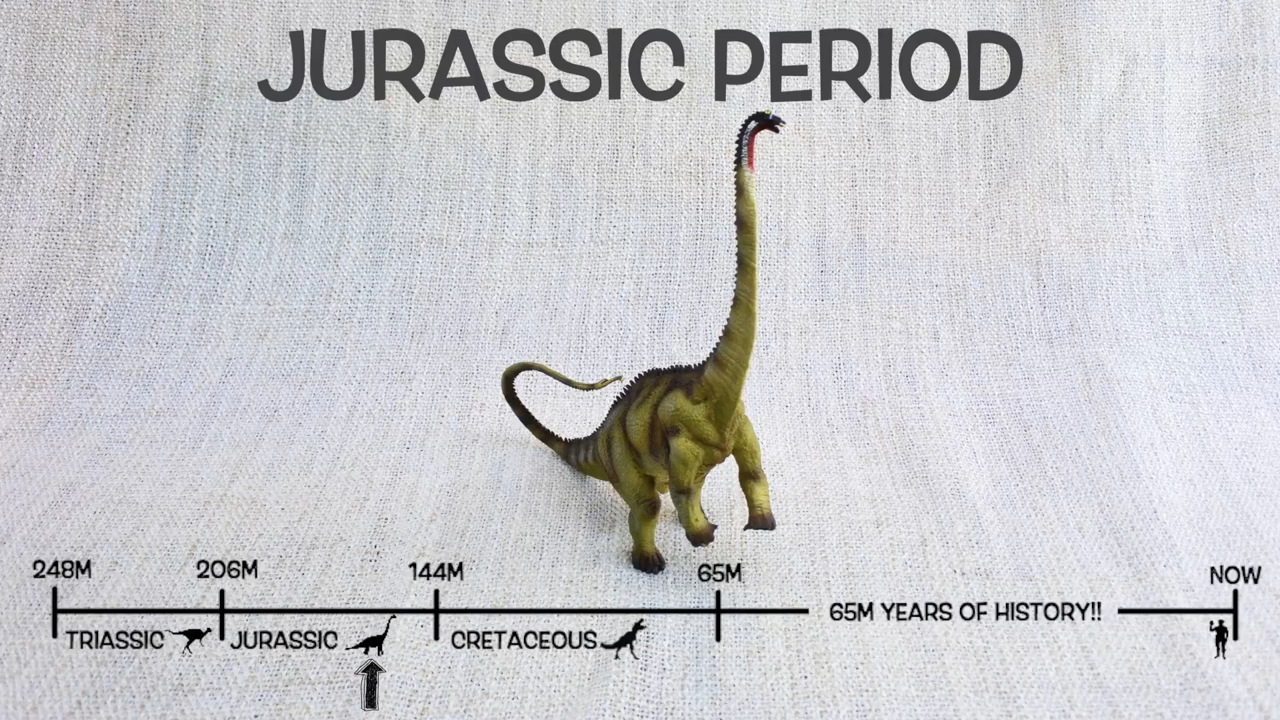 JURASSIC PERIOD
248M 206M 144M 65M NOW
65M YEARS OF HISTORY!!
TRIASSIC JURASSIC CRETACEOUS